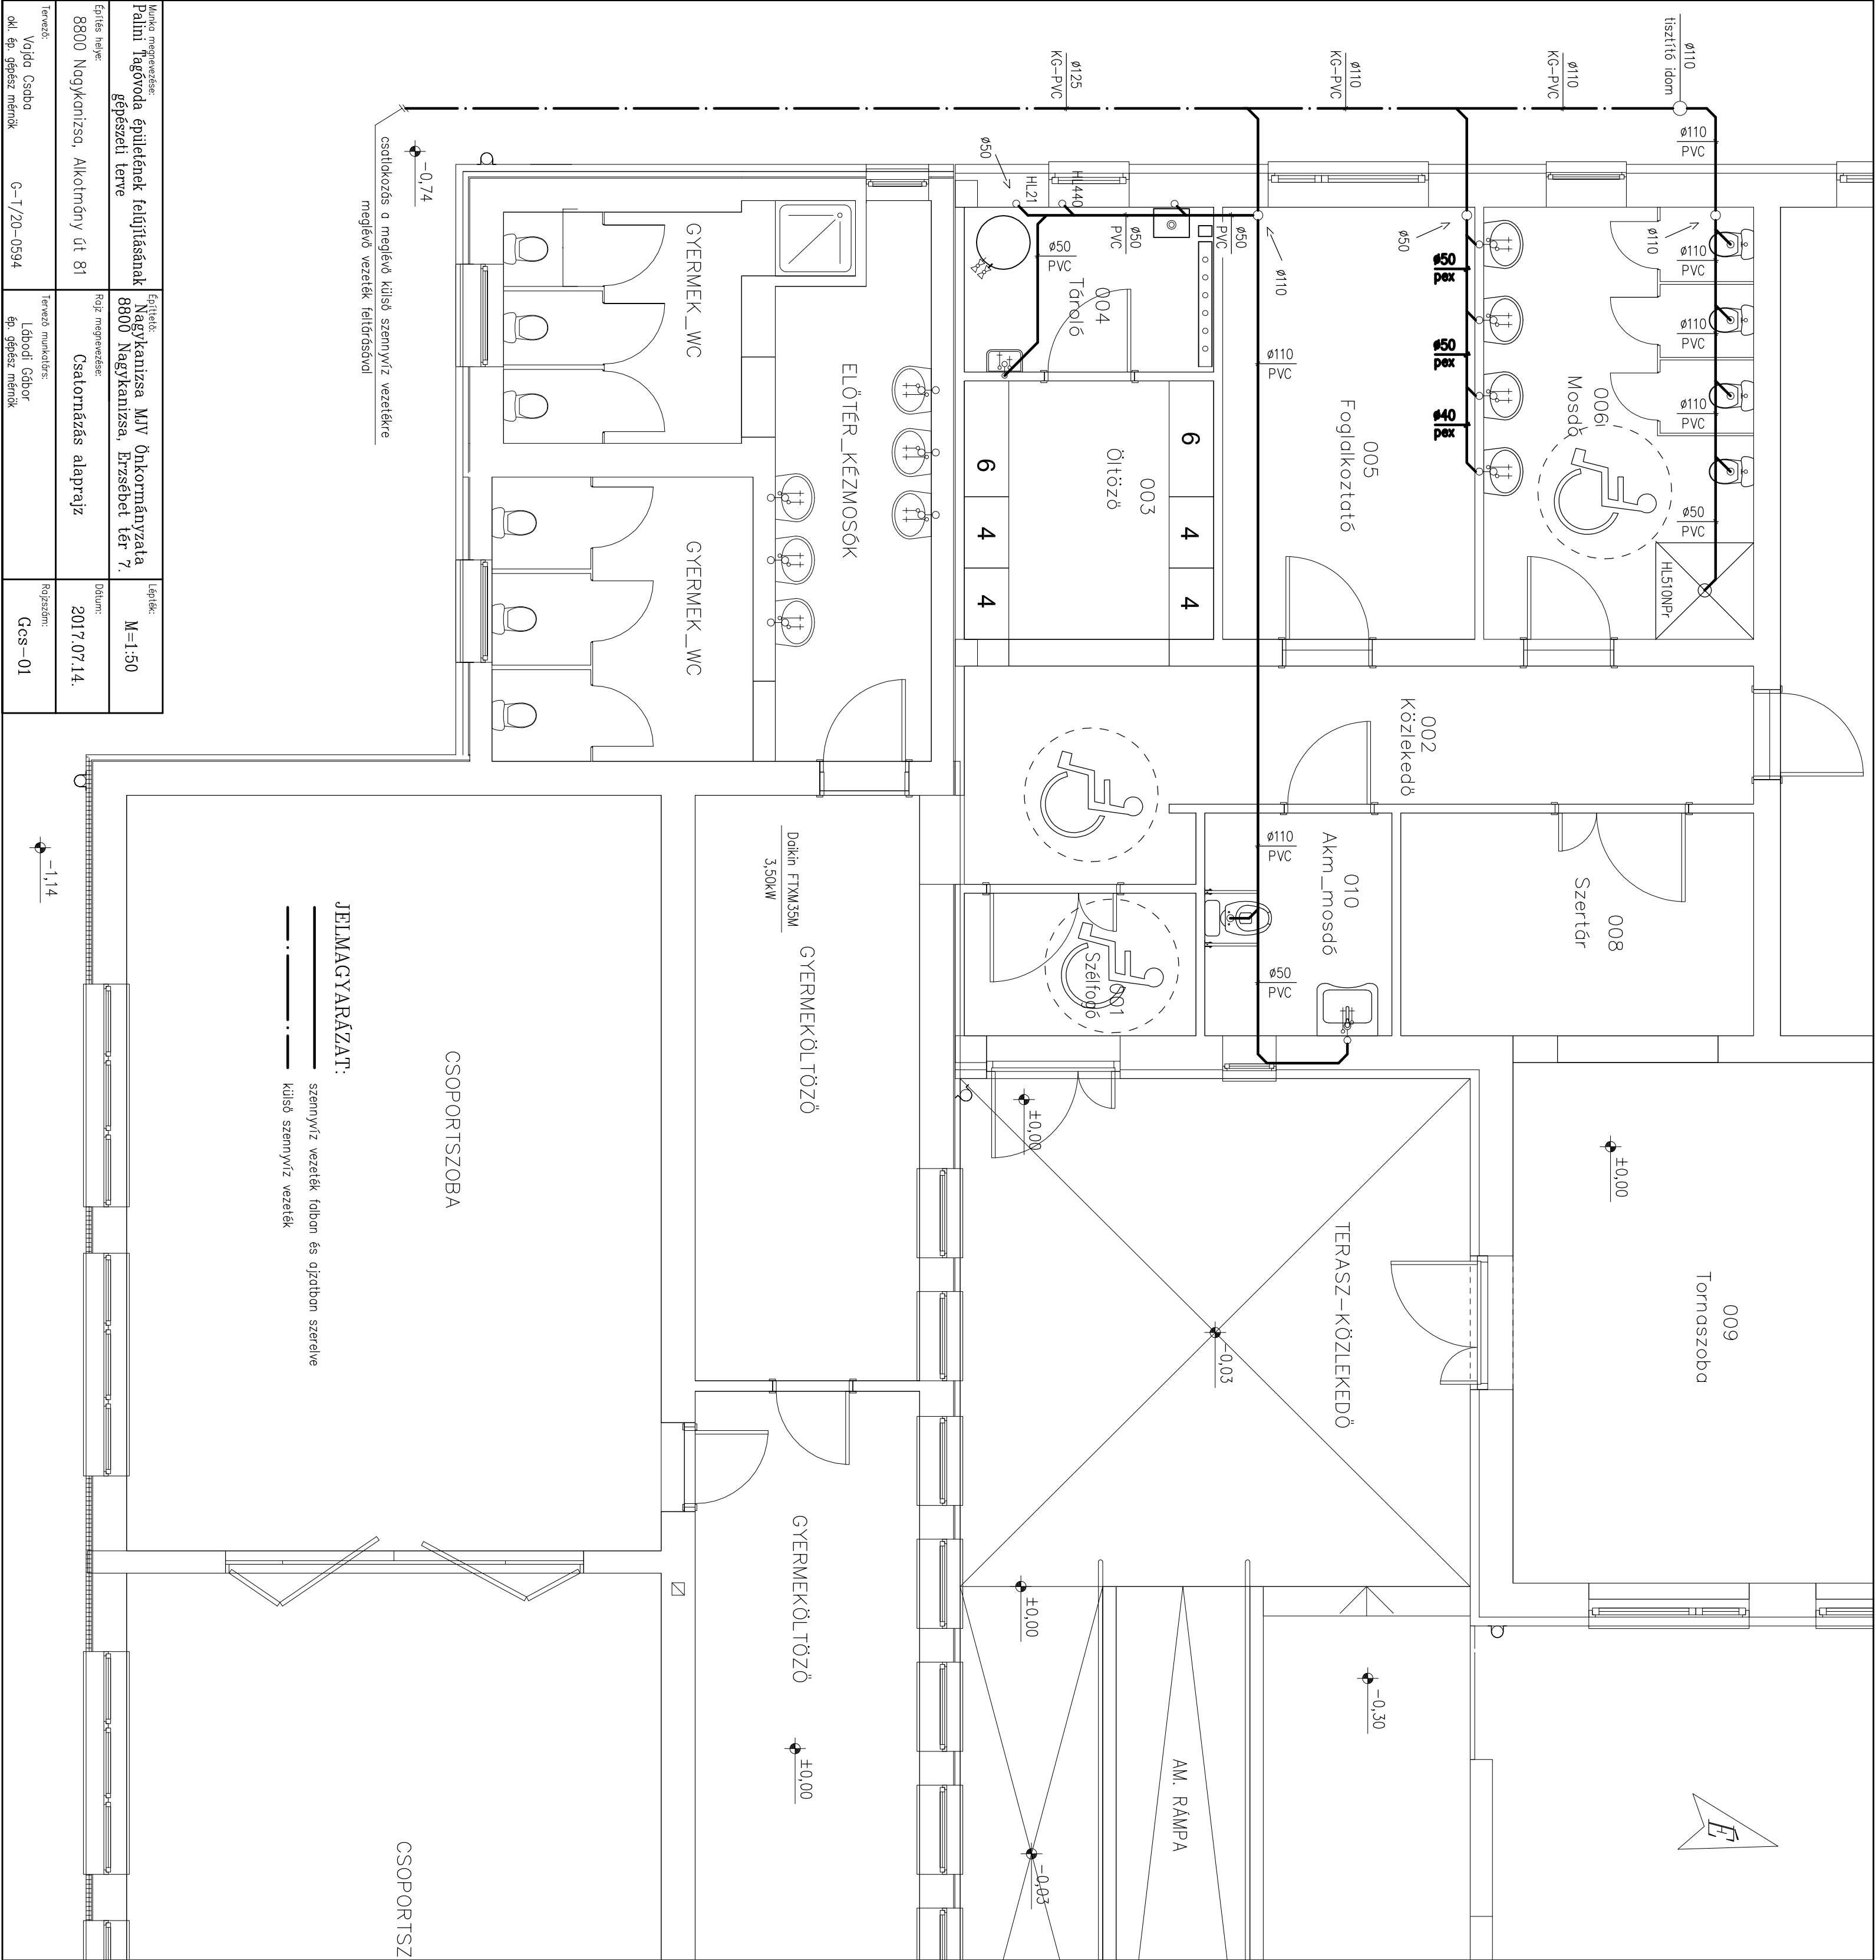 Munka megnevezése:
Palini Tagóvoda épületének felújításának
gépészeti terve
Építtető:
Nagykanizsa MJV Önkormányzata
8800 Nagykanizsa, Erzsébet tér 7.
Lépték:
M=1:50
Építés helye:
8800 Nagykanizsa, Alkotmány út 81
Rajz megnevezése:
Csatornázás alaprajz
Dátum:
2017.07.14.
Tervező:
Vajda Csaba
okl. ép. gépész mérnök
G-T/20-0594
Tervező munkatárs:
Lábodi Gábor
ép. gépész mérnök
Rajzszám:
Gcs-01
ø110
tisztító idom
ø110
KG-PVC
ø110
KG-PVC
ø125
KG-PVC
ø110
PVC
ø110
ø110
PVC
ø110
PVC
ø110
PVC
ø50
PVC
HL510NPr
006i
Mosdó
ø50
ø50
pex
ø50
pex
ø40
pex
005
Foglalkoztató
ø110
ø110
PVC
ø50
PVC
ø50
PVC
ø50
PVC
ø50
HL21
HL440
004
Tároló
003
Öltöző
6
4
4
6
4
4
002
Közlekedő
008
Szertár
010
Akm_mosdó
ø110
PVC
ø50
PVC
001
Szélfogó
009
Tornaszoba
±0,00
TERASZ-KÖZLEKEDŐ
-0,03
±0,00
±0,00
-0,03
-0,30
AM. RÁMPA
É
ELŐTÉR_KÉZMOSÓK
GYERMEK_WC
GYERMEK_WC
-0,74
csatlakozás a meglévő külső szennyvíz vezetékre
meglévő vezeték feltárásával
Daikin FTXM35M
3,50kW
GYERMEKÖLTÖZŐ
GYERMEKÖLTÖZŐ
±0,00
CSOPORTSZOBA
CSOPORTSZ
-1,14
JELMAGYARÁZAT:
szennyvíz vezeték falban és ajzatban szerelve
külső szennyvíz vezeték